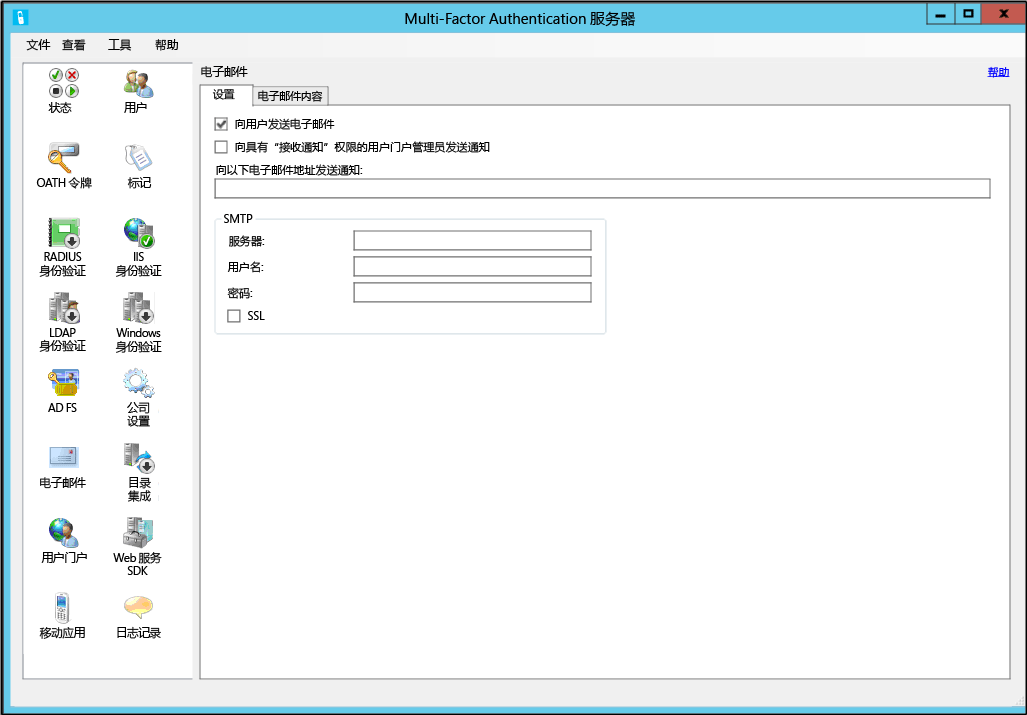 Multi-Factor Authentication 服务器
文件 查看 工具 帮助
状态
用户
OATH 令牌
标记
RADIUS
身份验证
IIS
身份验证
LDAP
身份验证
Windows
身份验证
AD FS
公司
设置
电子邮件
目录
集成
用户门户
Web 服务
SDK
移动应用
日志记录
电子邮件
帮助
设置 电子邮件内容
向用户发送电子邮件
向具有“接收通知”权限的用户门户管理员发送通知
向以下电子邮件地址发送通知:
SMTP
服务器:
用户名:
密码:
SSL